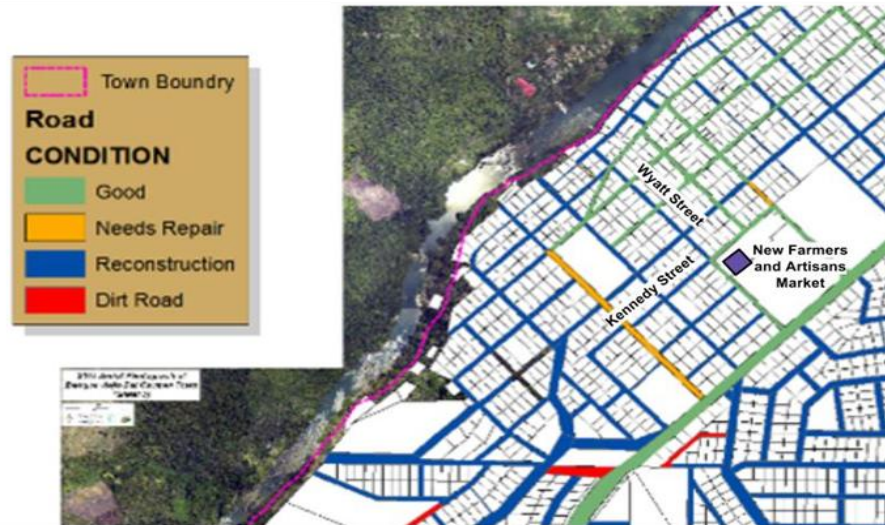 Town Boundry
Road
CONDITION
Good
Needs Repair
Reconstruction
Dirt Road
Wyatt Street
Kennedy Street
New Farmers
and Artisans
Market